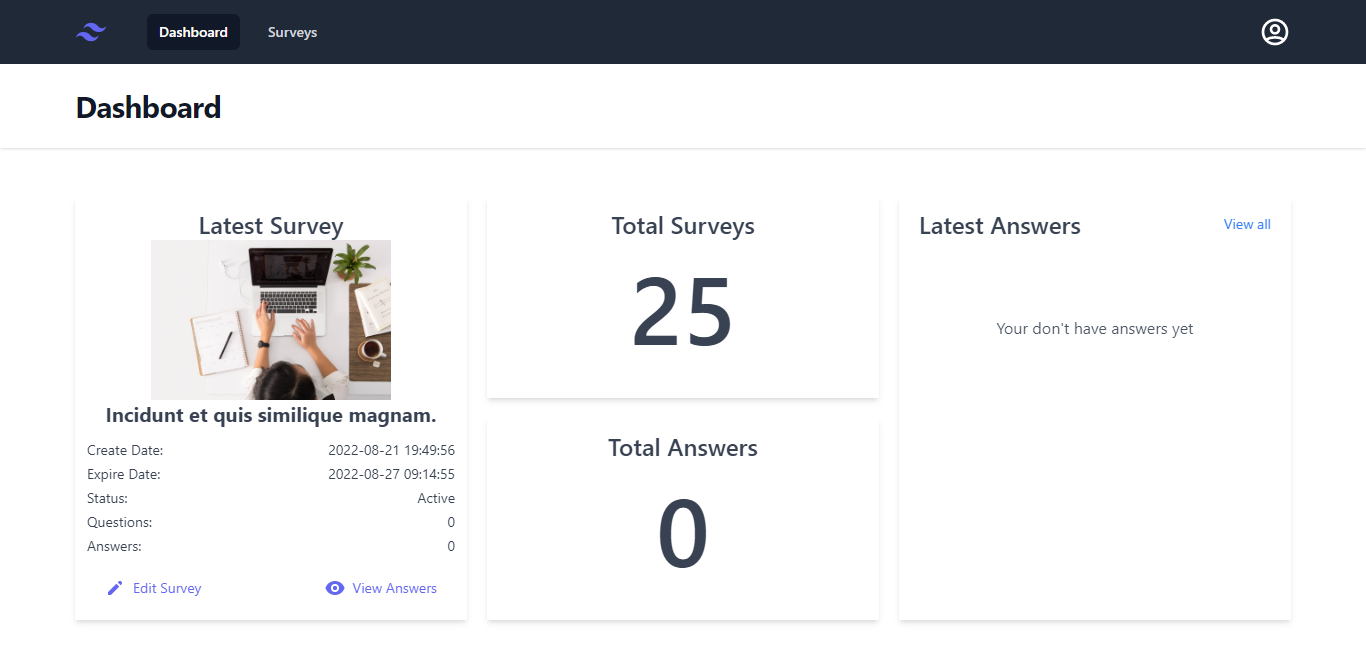 Dashboard
Surveys
Dashboard
Latest Survey
Incidunt et quis similique magnam.
Create Date: 2022-08-21 19:49:56
Expire Date: 2022-08-27 09:14:55
Status: Active
Questions: 0
Answers: 0
Edit Survey
View Answers
Total Surveys
25
Total Answers
0
Latest Answers
View all
Your don't have answers yet